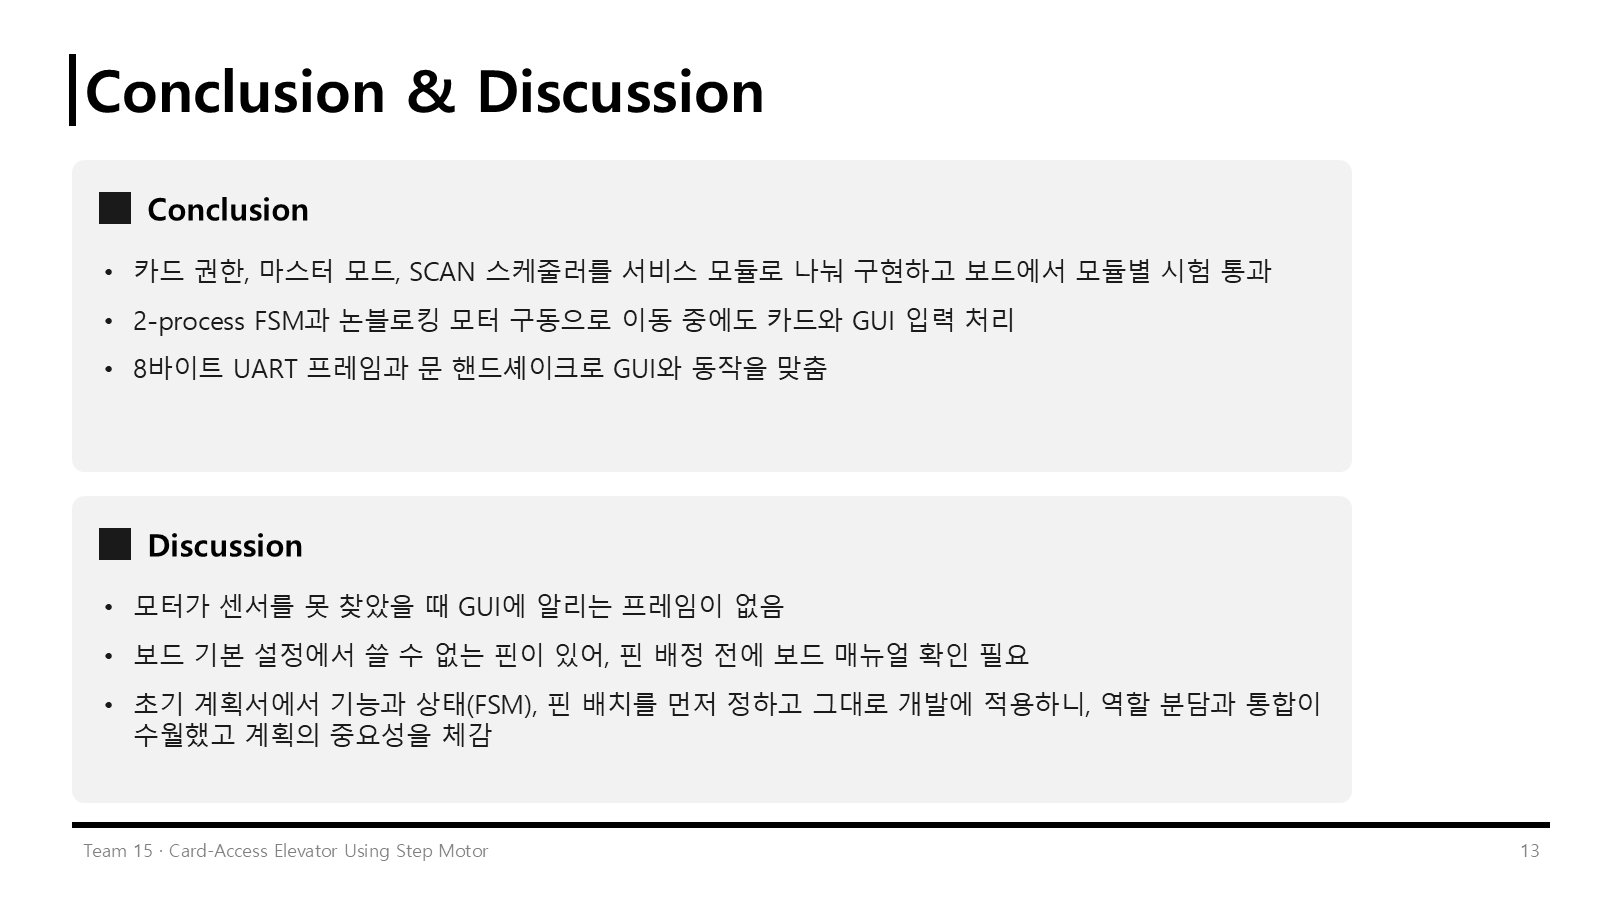 Conclusion & Discussion
Conclusion
• 카드 권한, 마스터 모드, SCAN 스케줄러를 서비스 모듈로 나눠 구현하고 보드에서 모듈별 시험 통과
• 2-process FSM과 논블로킹 모터 구동으로 이동 중에도 카드와 GUI 입력 처리
• 8바이트 UART 프레임과 문 핸드셰이크로 GUI와 동작을 맞춤
Discussion
• 모터가 센서를 못 찾았을 때 GUI에 알리는 프레임이 없음
• 보드 기본 설정에서 쓸 수 없는 핀이 있어, 핀 배정 전에 보드 매뉴얼 확인 필요
• 초기 계획서에서 기능과 상태(FSM), 핀 배치를 먼저 정하고 그대로 개발에 적용하니, 역할 분담과 통합이
수월했고 계획의 중요성을 체감
Team 15 · Card-Access Elevator Using Step Motor
13